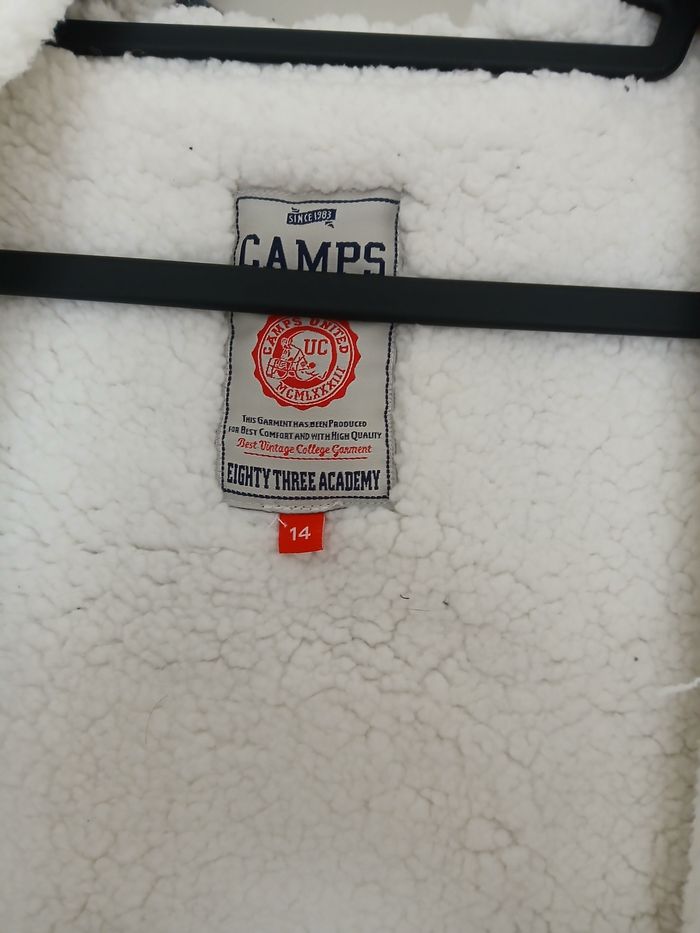 SINCE 1983
CAMPS
CAMPS UNITED
UC
MCMLXXXIII
THIS GARMENT HAS BEEN PRODUCED
FOR BEST COMFORT AND WITH HIGH QUALITY
Best Vintage College Garment
EIGHTY THREE ACADEMY
14